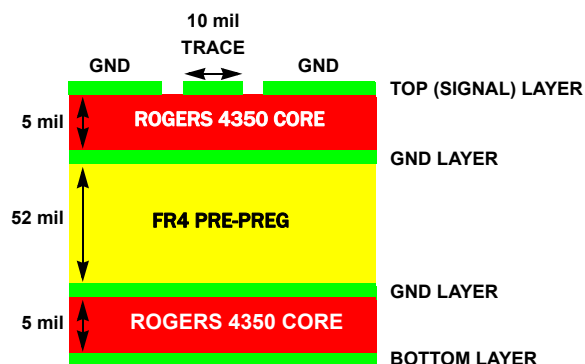 10 mil
TRACE
GND
GND
TOP (SIGNAL) LAYER
5 mil
ROGERS 4350 CORE
GND LAYER
52 mil
FR4 PRE-PREG
GND LAYER
5 mil
ROGERS 4350 CORE
BOTTOM LAYER